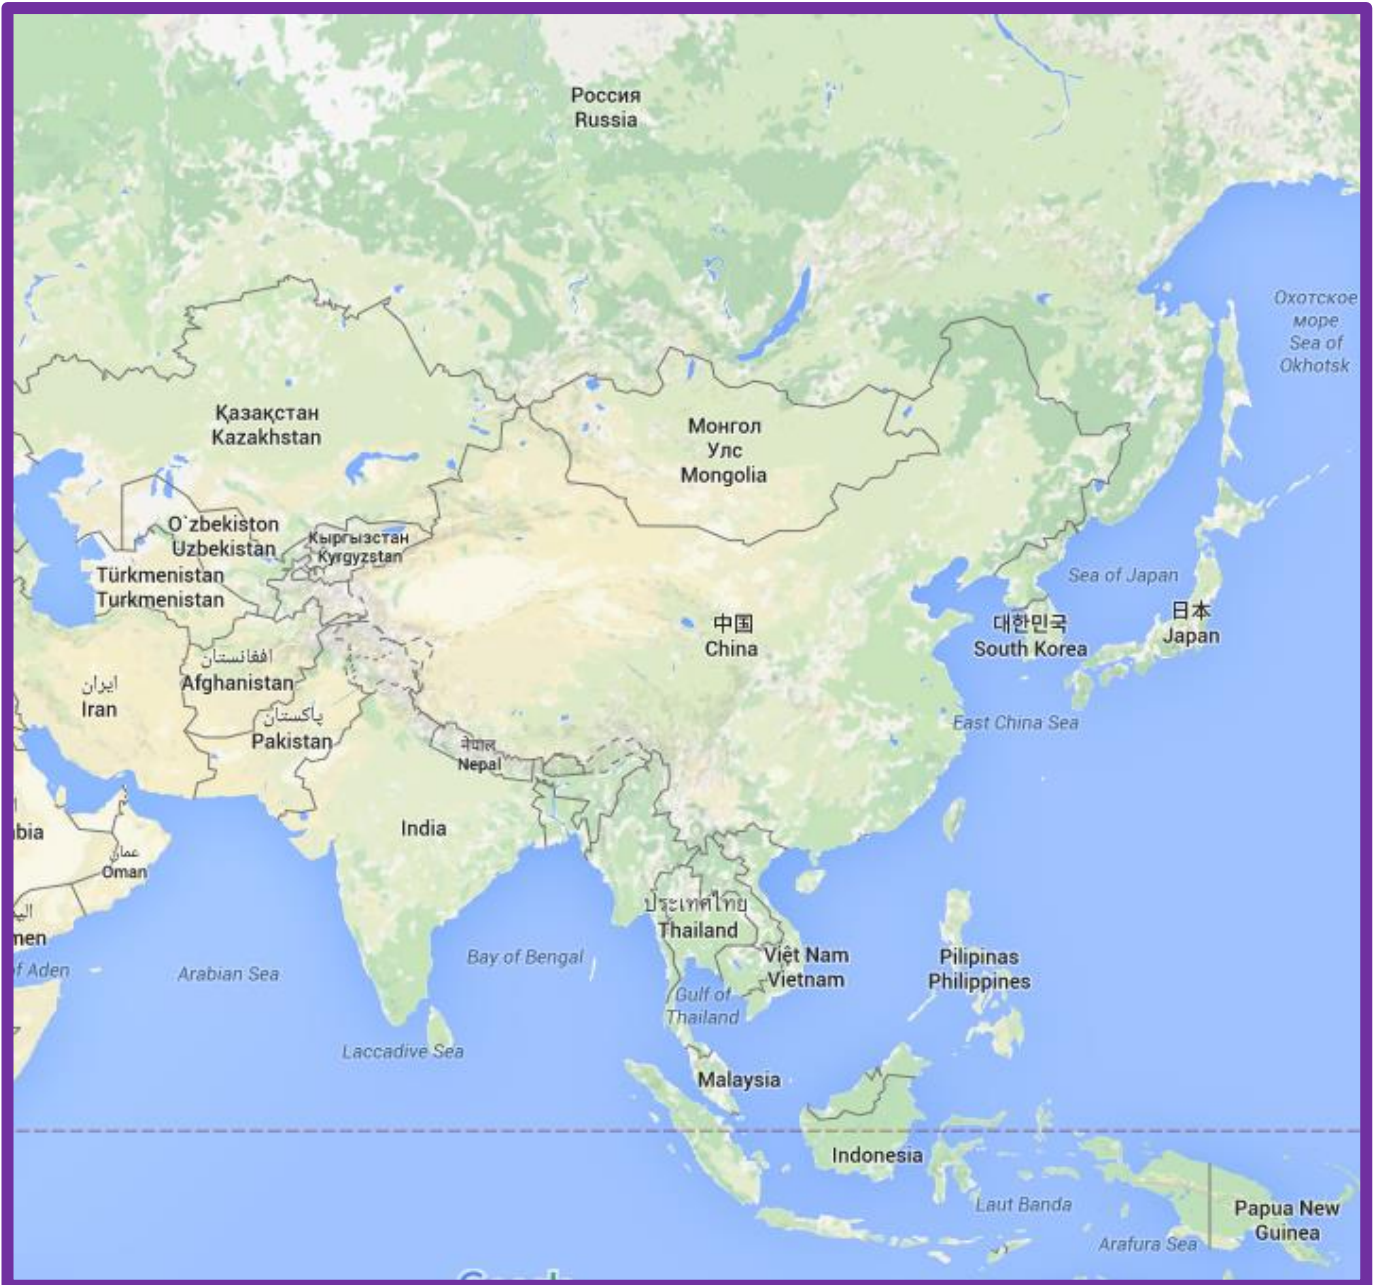 Россия
Russia
Охотское
море
Sea of
Okhotsk
Қазақстан
Kazakhstan
Монгол
Улс
Mongolia
O`zbekiston
Uzbekistan
Кыргызстан
Kyrgyzstan
Türkmenistan
Turkmenistan
Sea of Japan
中国
China
대한민국
South Korea
日本
Japan
افغانستان
Afghanistan
ایران
Iran
پاکستان
Pakistan
East China Sea
नेपाल
Nepal
India
bia
عمان
Oman
الي
men
ประเทศไทย
Thailand
Việt Nam
Vietnam
Pilipinas
Philippines
f Aden
Arabian Sea
Bay of Bengal
Gulf of
Thailand
Laccadive Sea
Malaysia
Indonesia
Laut Banda
Arafura Sea
Papua New
Guinea